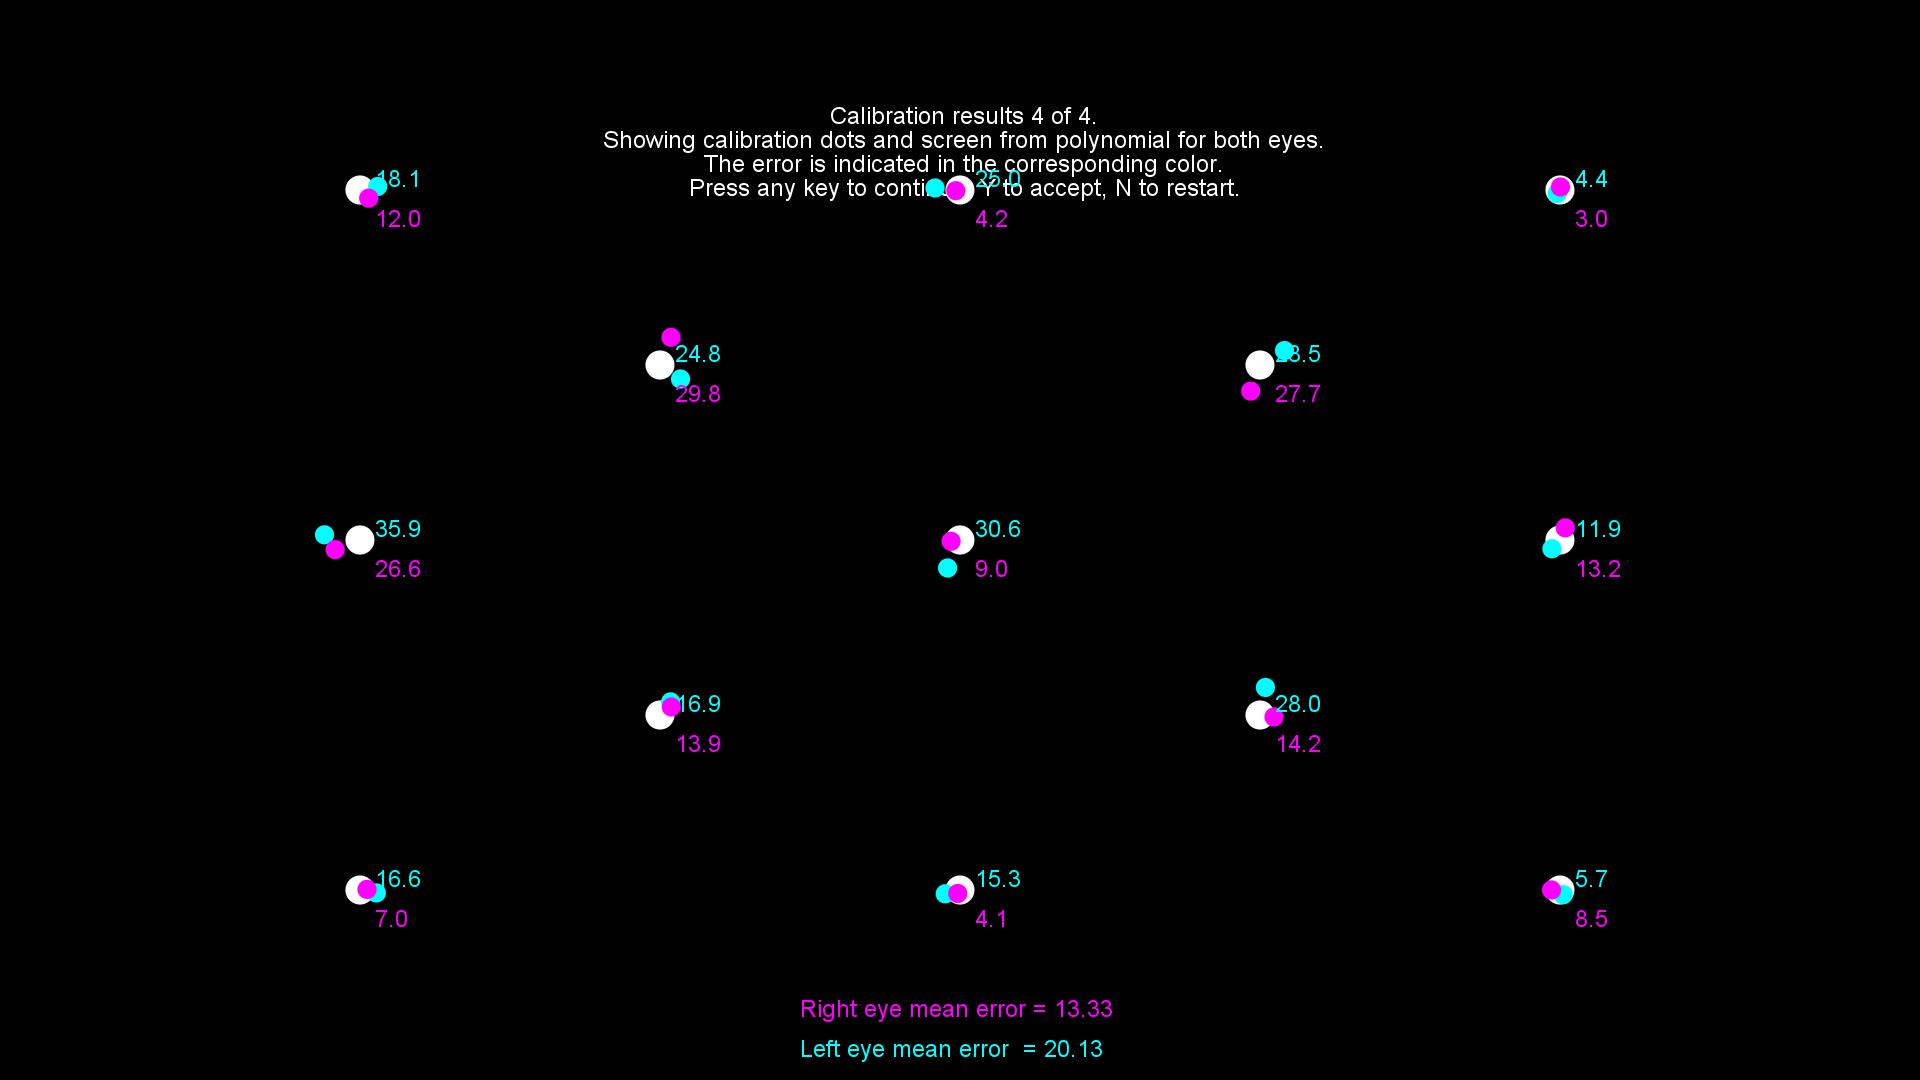 Calibration results 4 of 4.
Showing calibration dots and screen from polynomial for both eyes.
The error is indicated in the corresponding color.
18.1 25.0 4.4
Press any key to to accept, N to restart.
12.0 4.2 3.0
24.8 28.5
29.8 27.7
35.9 30.6 11.9
26.6 9.0 13.2
16.9 28.0
13.9 14.2
16.6 15.3 5.7
7.0 4.1 8.5
Right eye mean error = 13.33
Left eye mean error = 20.13